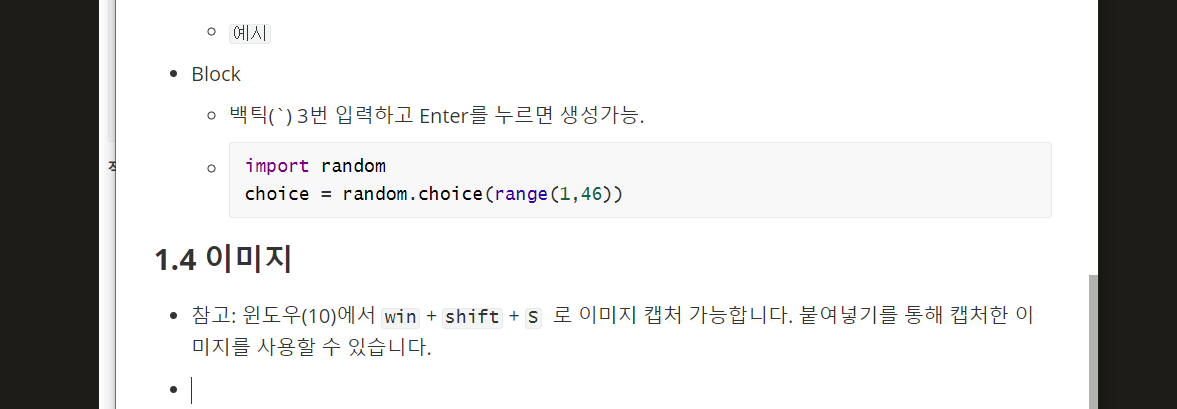 예시
Block
백틱(`) 3번 입력하고 Enter를 누르면 생성가능.
import random
choice = random.choice(range(1,46))
1.4 이미지
참고: 윈도우(10)에서 win + shift + S 로 이미지 캡처 가능합니다. 붙여넣기를 통해 캡처한 이
미지를 사용할 수 있습니다.